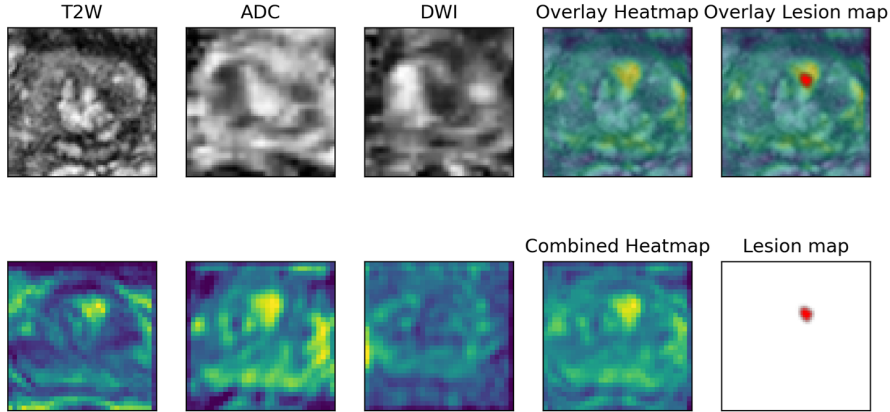 T2W ADC DWI Overlay Heatmap Overlay Lesion map
Combined Heatmap Lesion map